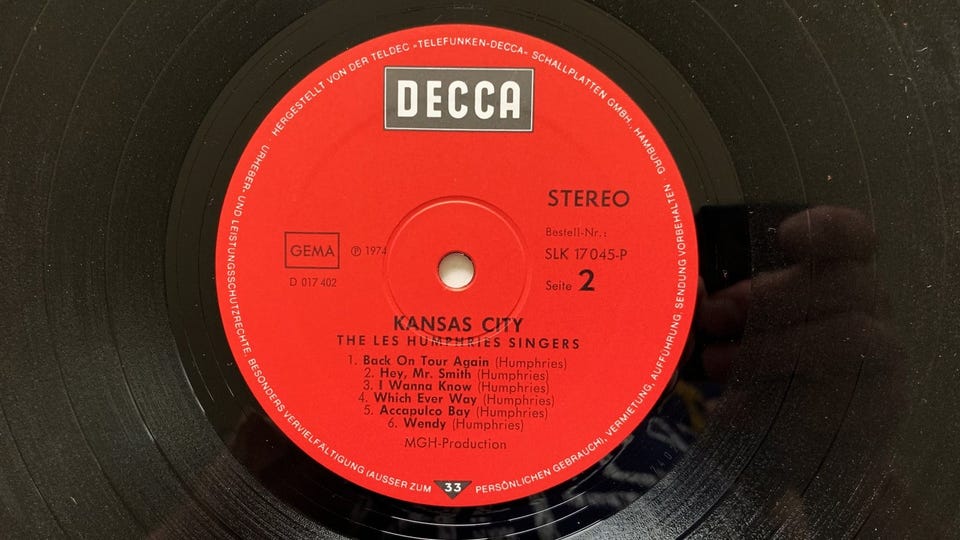 HERGESTELLT VON DER TELDEC »TELEFUNKEN-DECCA« SCHALLPLATTEN GMBH., HAMBURG ·
URHEBER- UND LEISTUNGSSCHUTZRECHTE, BESONDERS VERVIELFÄLTIGUNG (AUSSER ZUM PERSÖNLICHEN GEBRAUCH), VERMIETUNG, AUFFÜHRUNG, SENDUNG VORBEHALTEN ·
DECCA
STEREO
GEMA
℗ 1974
Bestell-Nr.:
SLK 17045-P
D 017 402
Seite 2
KANSAS CITY
THE LES HUMPHRIES SINGERS
1. Back On Tour Again (Humphries)
2. Hey, Mr. Smith (Humphries)
3. I Wanna Know (Humphries)
4. Which Ever Way (Humphries)
5. Accapulco Bay (Humphries)
6. Wendy (Humphries)
MGH-Production
33